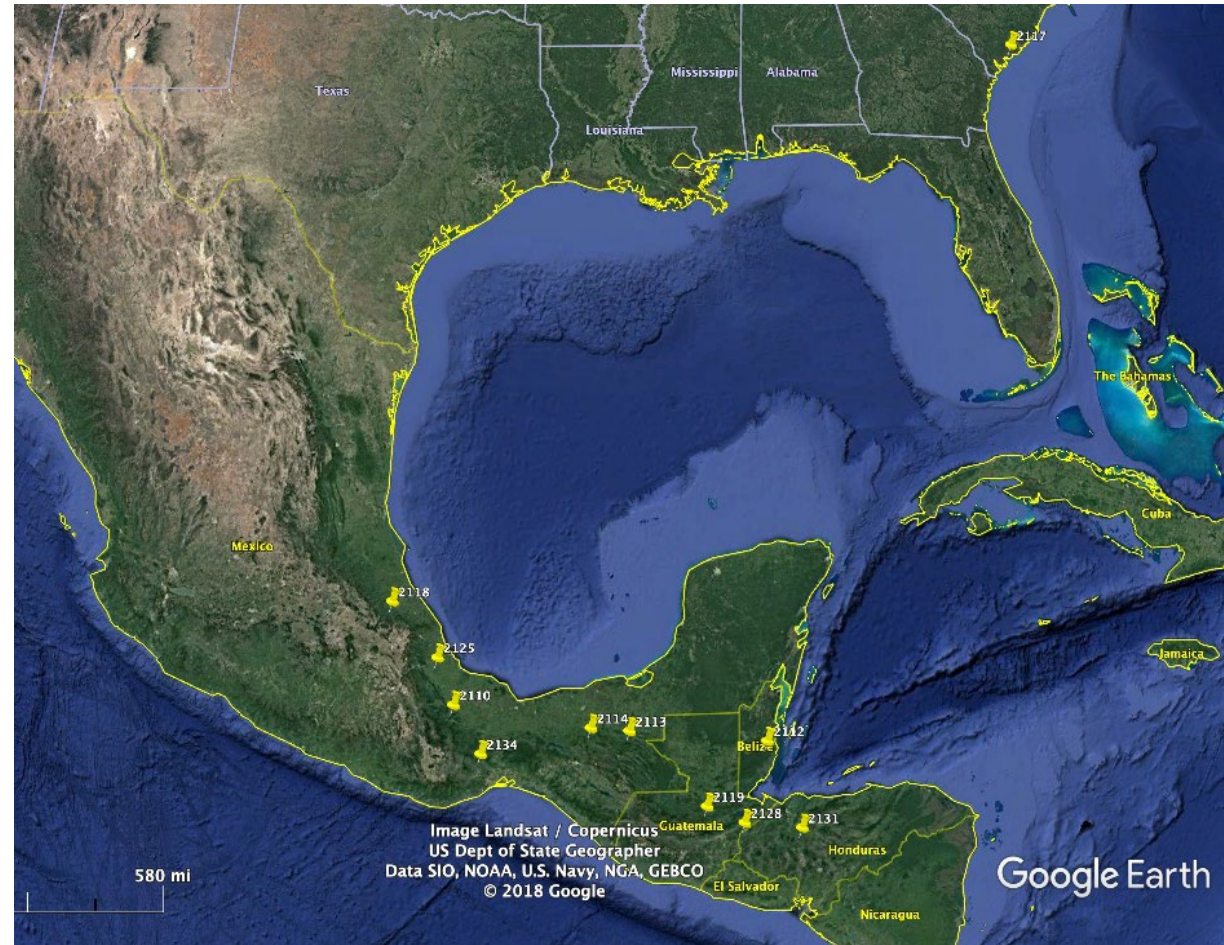 2117
Mississippi
Alabama
Texas
Louisiana
The Bahamas
Cuba
Mexico
2118
2125
Jamaica
2110
2114
2113
2112
2134
Belize
2119
2128
2131
Guatemala
Honduras
Image Landsat / Copernicus
US Dept of State Geographer
Data SIO, NOAA, U.S. Navy, NGA, GEBCO
© 2018 Google
580 mi
El Salvador
Nicaragua
Google Earth